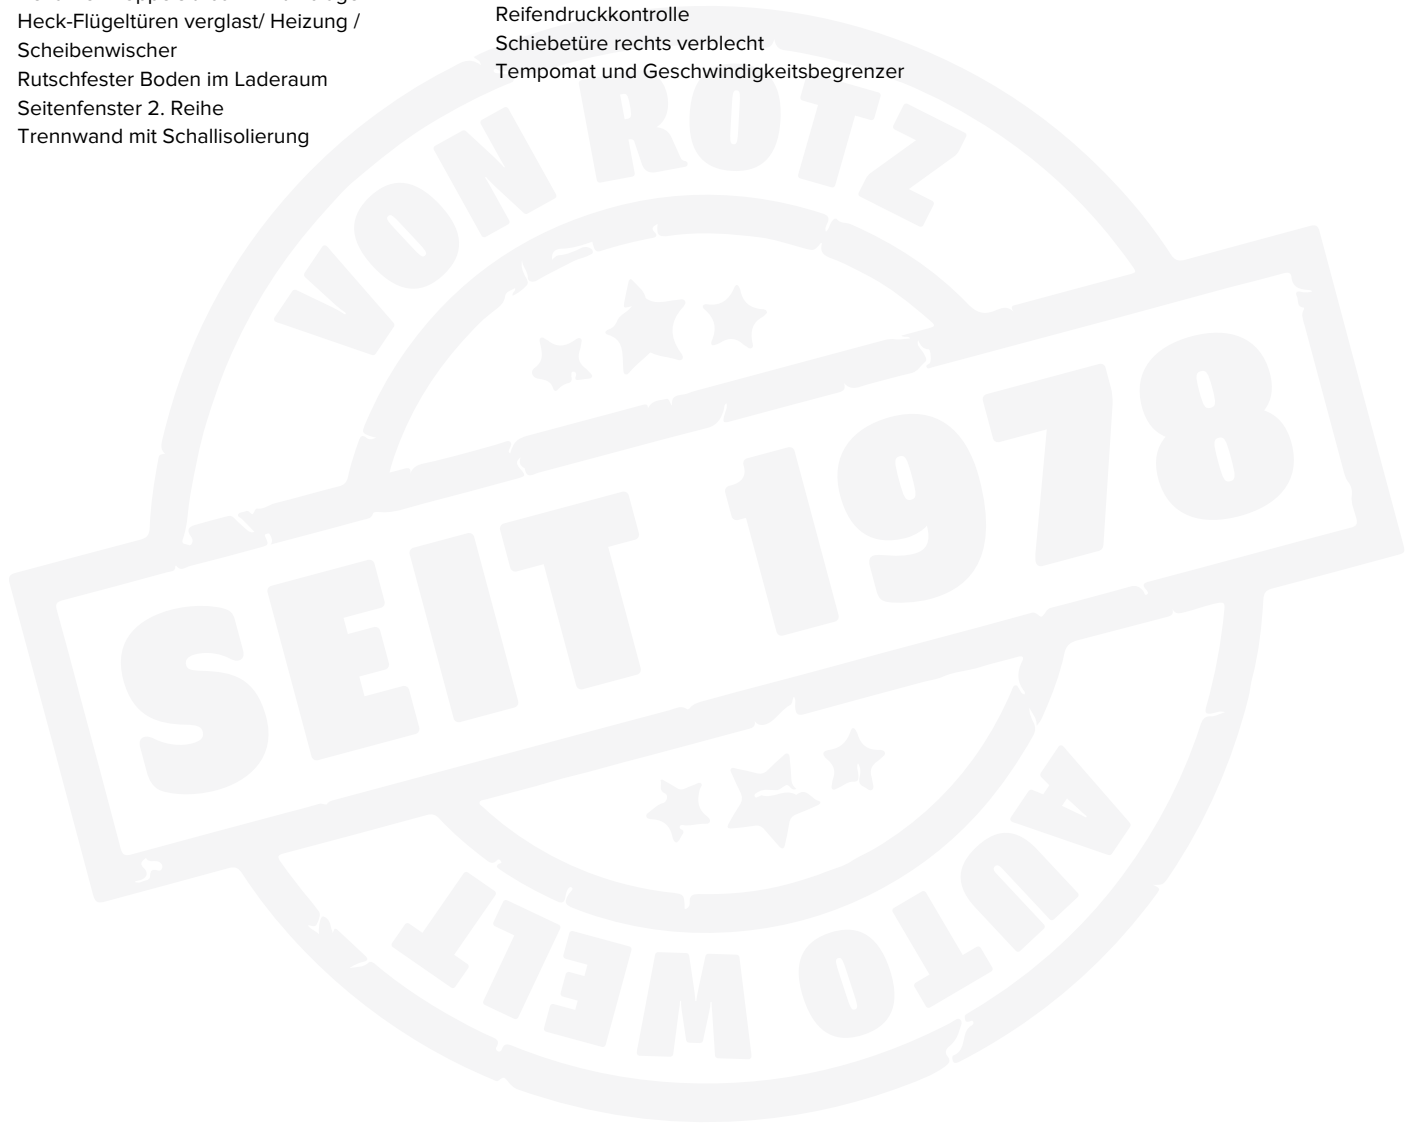 Heck-Flügeltüren verglast/ Heizung /
Scheibenwischer
Rutschfester Boden im Laderaum
Seitenfenster 2. Reihe
Trennwand mit Schallisolierung
Reifendruckkontrolle
Schiebetüre rechts verblecht
Tempomat und Geschwindigkeitsbegrenzer
VON ROTZ
SEIT 1978
AUTO WELT